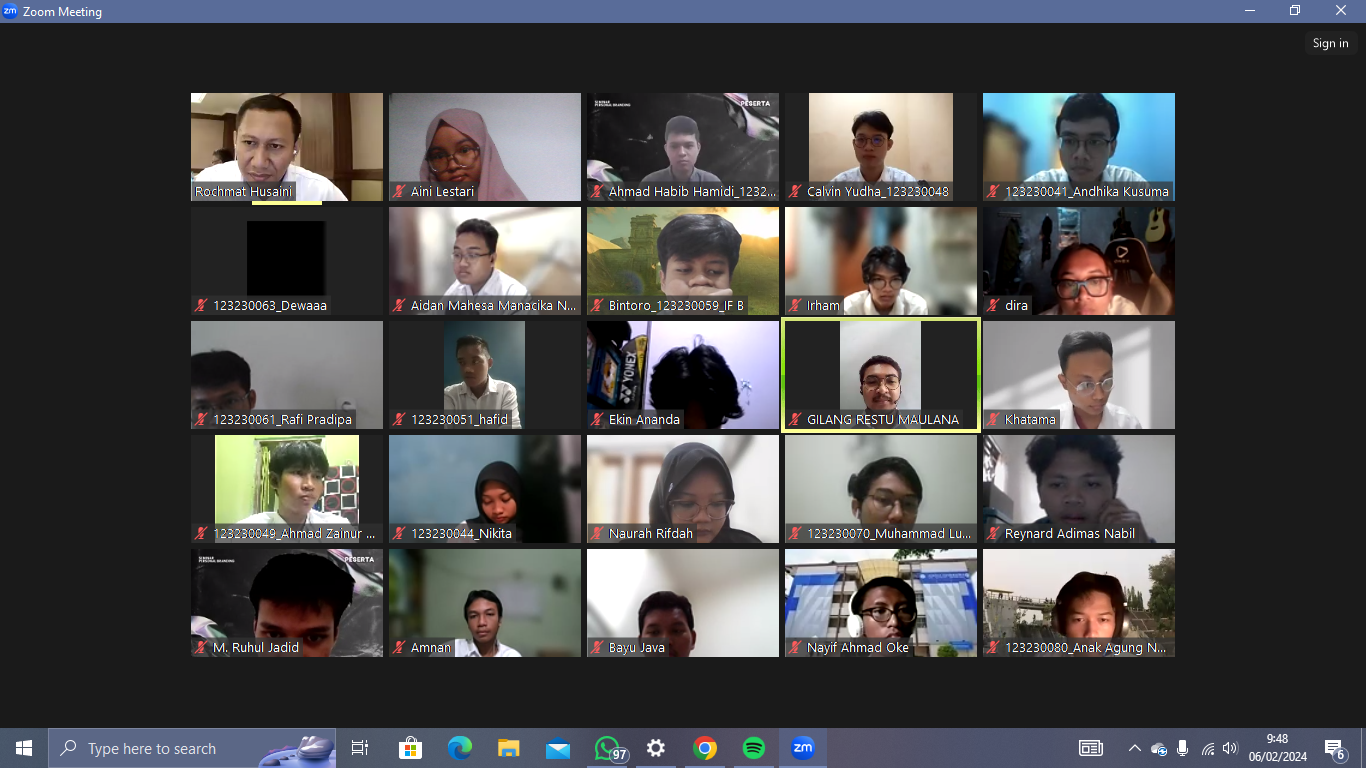 Zoom Meeting
Sign in
Rochmat Husaini
Aini Lestari
SEMINAR
PERSONAL BRANDING
PESERTA
Ahmad Habib Hamidi_1232...
Calvin Yudha_123230048
123230041_Andhika Kusuma
123230063_Dewaaa
Aidan Mahesa Manacika N...
Bintoro_123230059_IF B
Irham
dira
123230061_Rafi Pradipa
123230051_hafid
YONEX
Ekin Ananda
GILANG RESTU MAULANA
Khatama
123230049_Ahmad Zainur ...
123230044_Nikita
Naurah Rifdah
123230070_Muhammad Lu...
Reynard Adimas Nabil
SEMINAR
PERSONAL BRANDING
PESERTA
M. Ruhul Jadid
Amnan
Bayu Java
Nayif Ahmad Oke
123230080_Anak Agung N...
Type here to search
97
zm
9:48
06/02/2024
6